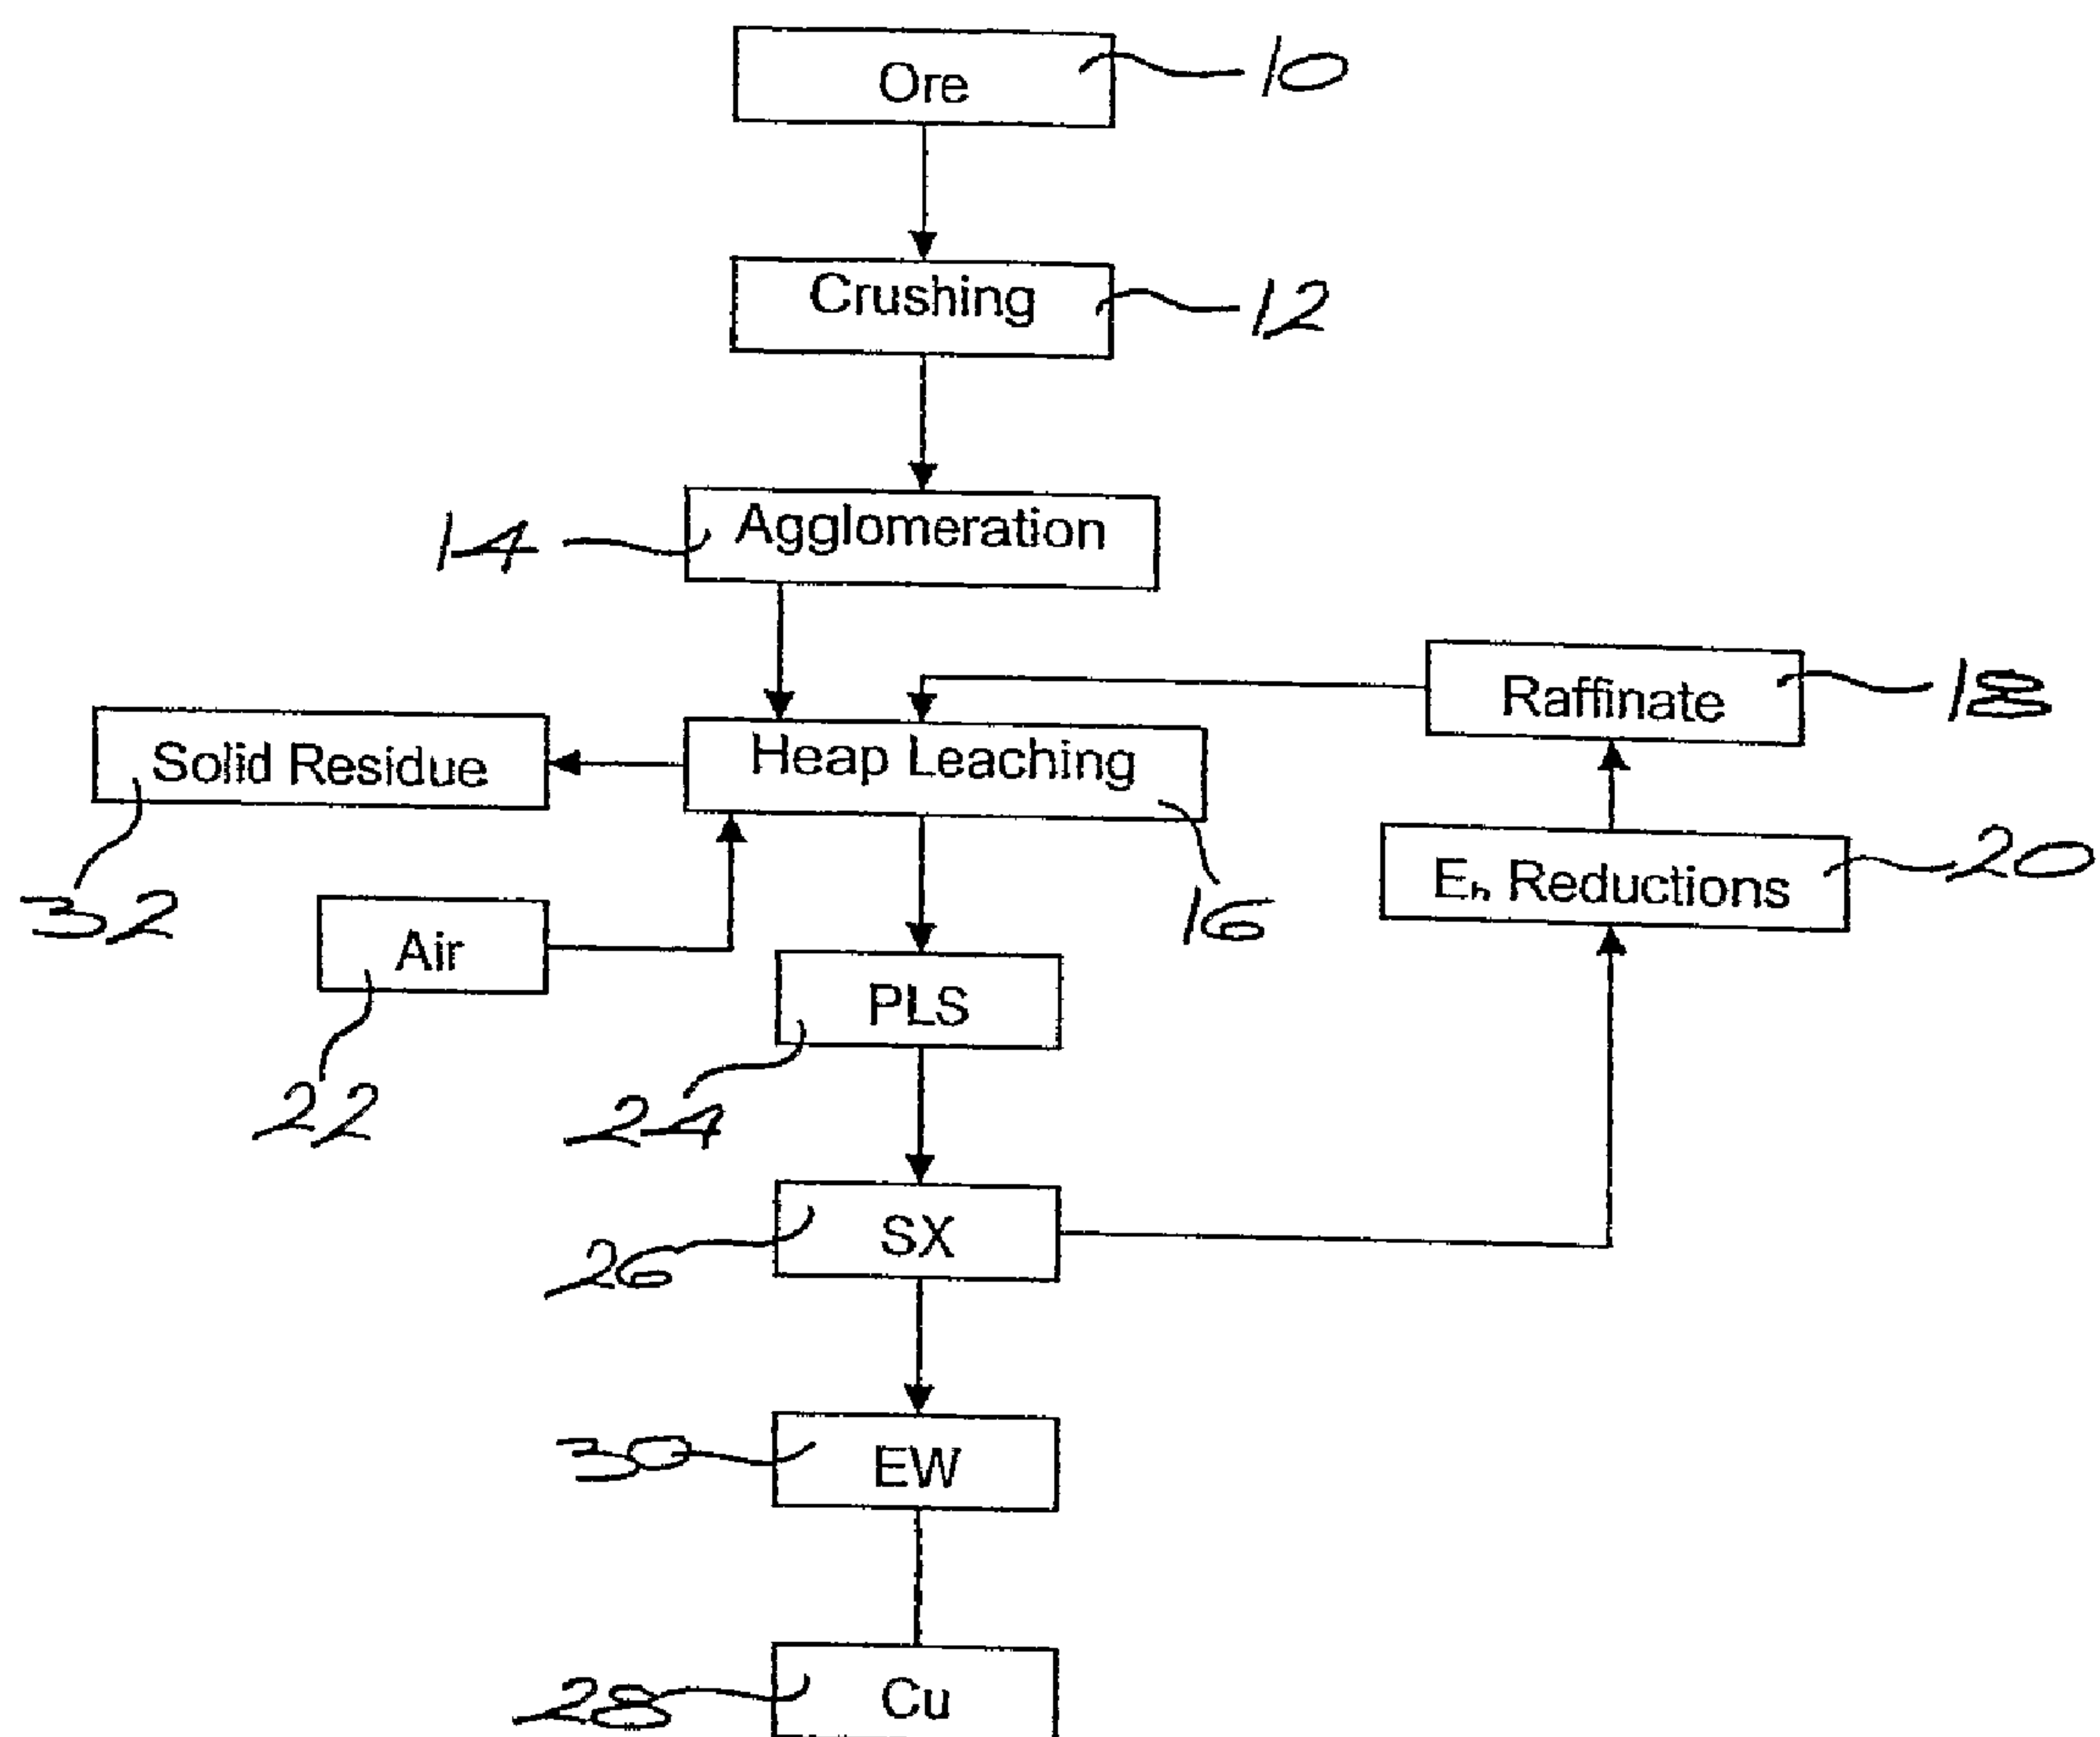 Ore
10
Crushing
12
14
Agglomeration
Raffinate
18
Solid Residue
Heap Leaching
32
Air
16
Eₕ Reductions
20
22
PLS
24
SX
26
30
EW
28
Cu